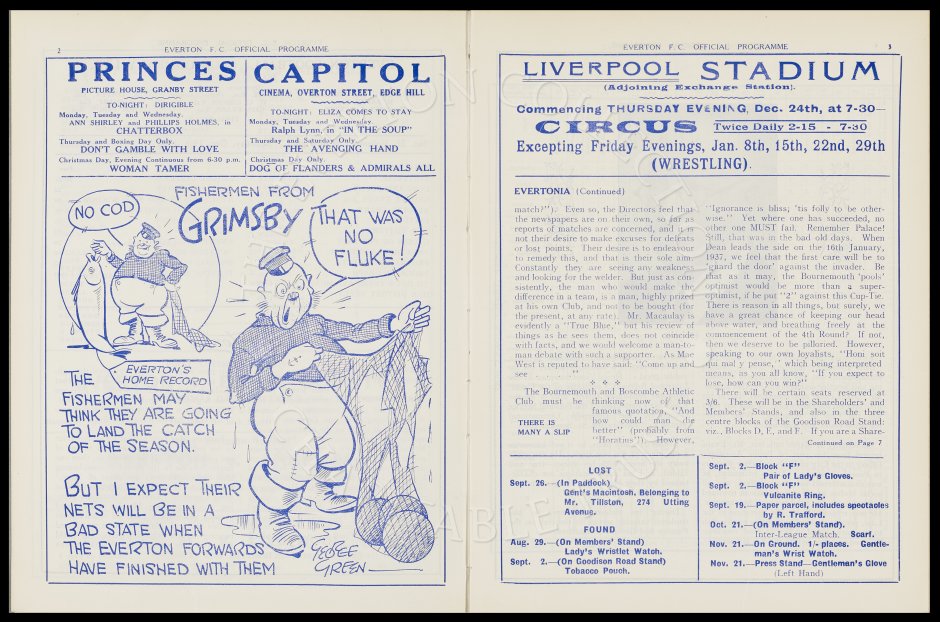 2
EVERTON F.C. OFFICIAL PROGRAMME
PRINCES
PICTURE HOUSE, GRANBY STREET
TO-NIGHT: DIRIGIBLE
Monday, Tuesday and Wednesday.
ANN SHIRLEY and PHILLIPS HOLMES, in
CHATTERBOX
Thursday and Boxing Day Only.
DON'T GAMBLE WITH LOVE
Christmas Day, Evening Continuous from 6-30 p.m.
WOMAN TAMER
CAPITOL
CINEMA, OVERTON STREET, EDGE HILL
TO-NIGHT: ELIZA COMES TO STAY
Monday, Tuesday and Wednesday.
Ralph Lynn, in "IN THE SOUP"
Thursday and Saturday Only.
THE AVENGING HAND
Christmas Day Only.
DOG OF FLANDERS & ADMIRALS ALL
FISHERMEN FROM
GRIMSBY
NO COD
THAT WAS
NO
FLUKE!
EVERTON'S
HOME RECORD
THE
FISHERMEN MAY
THINK THEY ARE GOING
TO LAND THE CATCH
OF THE SEASON.
BUT I EXPECT THEIR
NETS WILL BE IN A
BAD STATE WHEN
THE EVERTON FORWARDS
HAVE FINISHED WITH THEM
GEORGE
GREEN
EVERTON F.C. OFFICIAL PROGRAMME
3
LIVERPOOL STADIUM
(Adjoining Exchange Station).
Commencing THURSDAY EVENING, Dec. 24th, at 7-30—
CIRCUS Twice Daily 2-15 - 7-30
Excepting Friday Evenings, Jan. 8th, 15th, 22nd, 29th
(WRESTLING).
EVERTONIA (Continued)
match?"). Even so, the Directors feel that
the newspapers are on their own, so far as
reports of matches are concerned, and it is
not their desire to make excuses for defeats
or lost points. Their desire is to endeavour
to remedy this, and that is their sole aim.
Constantly they are seeing any weakness
and looking for the welder. But just as con-
sistently, the man who would make the
difference in a team, is a man, highly prized
at his own Club, and not to be bought (for
the present, at any rate). Mr. Macaulay is
evidently a "True Blue," but his review of
things as he sees them, does not coincide
with facts, and we would welcome a man-to-
man debate with such a supporter. As Mae
West is reputed to have said: "Come up and
see . . . . . ."
The Bournemouth and Boscombe Athletic
Club must be thinking now of that
famous quotation, "And
how could man die
better" (probably from
"Horatius"). However,
THERE IS
MANY A SLIP
"Ignorance is bliss; 'tis folly to be other-
wise." Yet where one has succeeded, no
other one MUST fail. Remember Palace!
Still, that was in the bad old days. When
Dean leads the side on the 16th January,
1937, we feel that the first care will be to
'guard the door' against the invader. Be
that as it may, the Bournemouth 'pools'
optimist would be more than a super-
optimist, if he put "2" against this Cup-Tie.
There is reason in all things, but surely, we
have a great chance of keeping our head
above water, and breathing freely at the
commencement of the 4th Round? If not,
then we deserve to be pilloried. However,
speaking to our own loyalists, "Honi soit
qui mal y pense,' which being interpreted
means, as you all know, "If you expect to
lose, how can you win?"
There will be certain seats reserved at
3/6. These will be in the Shareholders' and
Members' Stands, and also in the three
centre blocks of the Goodison Road Stand:
viz., Blocks D, E, and F. If you are a Share-
Continued on Page 7
LOST
Sept. 26.—(In Paddock)
Gent's Macintosh. Belonging to
Mr. Tillston, 274 Utting
Avenue.
FOUND
Aug. 29.—(On Members' Stand)
Lady's Wristlet Watch.
Sept. 2.—(On Goodison Road Stand)
Tobacco Pouch.
Sept. 2.—Block "F"
Pair of Lady's Gloves.
Sept. 2.—Block "F"
Vulcanite Ring.
Sept. 19.—Paper parcel, includes spectacles
by R. Trafford.
Oct. 21.—(On Members' Stand).
Inter-League Match. Scarf.
Nov. 21.—On Ground. 1/- places. Gentle-
man's Wrist Watch.
Nov. 21.—Press Stand—Gentleman's Glove
(Left Hand)